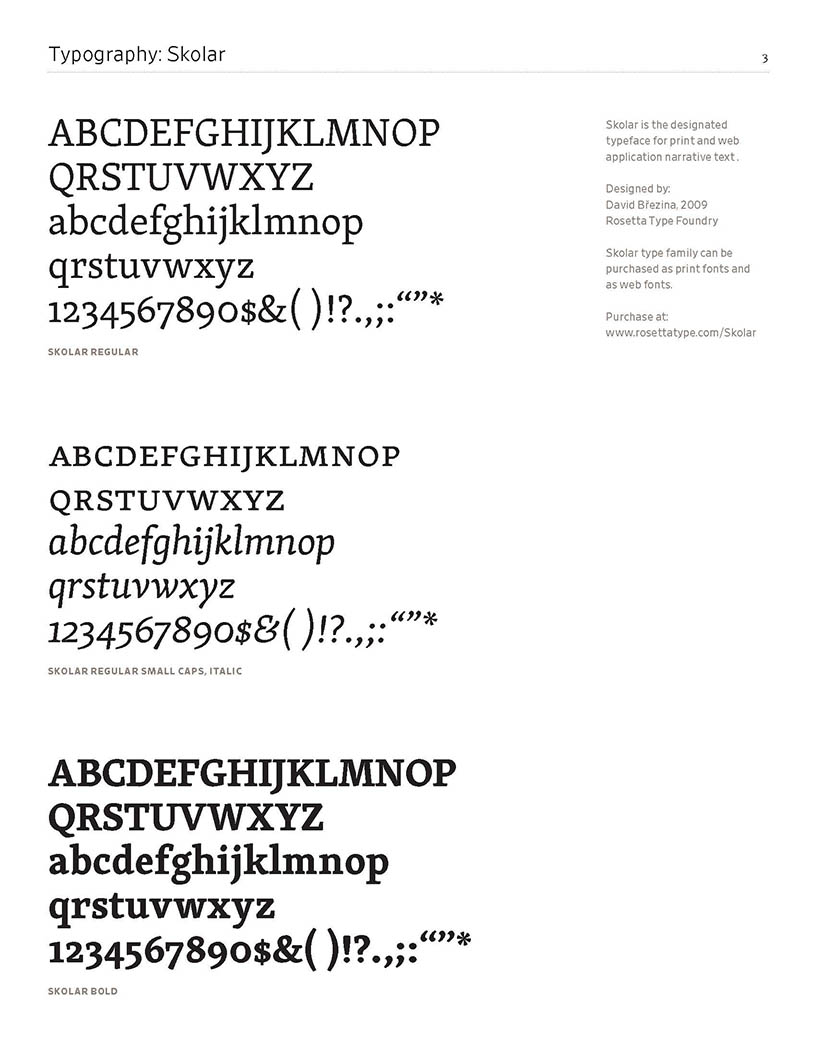 Typography: Skolar
3
ABCDEFGHIJKLMNOP
QRSTUVWXYZ
abcdefghijklmnop
qrstuvwxyz
1234567890$&( )!?.,;:“”*
SKOLAR REGULAR
Skolar is the designated
typeface for print and web
application narrative text .
Designed by:
David Březina, 2009
Rosetta Type Foundry
Skolar type family can be
purchased as print fonts and
as web fonts.
Purchase at:
www.rosettatype.com/Skolar
ABCDEFGHIJKLMNOP
QRSTUVWXYZ
abcdefghijklmnop
qrstuvwxyz
1234567890$&( )!?.,;:“”*
SKOLAR REGULAR SMALL CAPS, ITALIC
ABCDEFGHIJKLMNOP
QRSTUVWXYZ
abcdefghijklmnop
qrstuvwxyz
1234567890$&( )!?.,;:“”*
SKOLAR BOLD